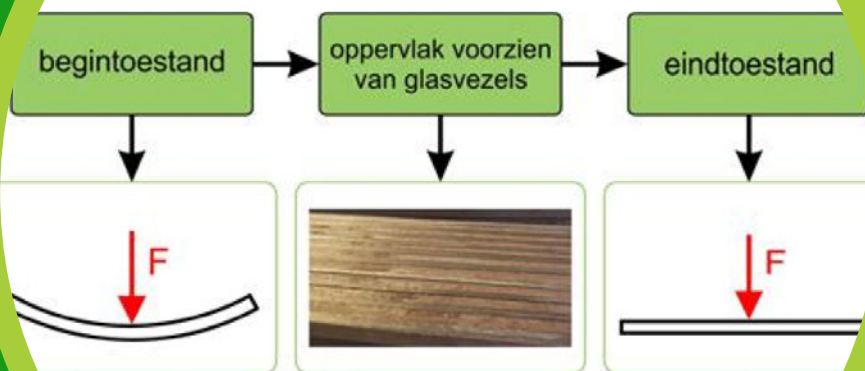 begintoestand
oppervlak voorzien
van glasvezels
eindtoestand
F
F